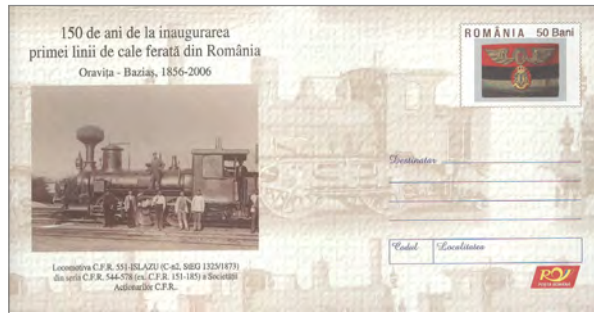 150 de ani de la inaugurarea
primei linii de cale ferată din România
Oravița - Baziaș, 1856-2006
ROMÂNIA 50 Bani
Destinatar
Codul Localitatea
Locomotiva C.F.R. 551-ISLAZU (C-n2, StEG 1325/1873)
din seria C.F.R. 544-578 (ex. C.F.R. 151-185) a Societății
Acționarilor C.F.R.
POȘTA ROMÂNĂ